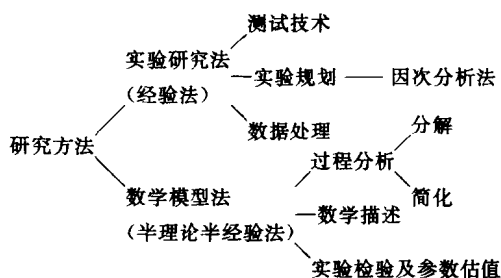 测试技术
实验研究法
(经验法)
实验规划
因次分析法
数据处理
研究方法
分解
过程分析
简化
数学模型法
(半理论半经验法)
数学描述
实验检验及参数估值